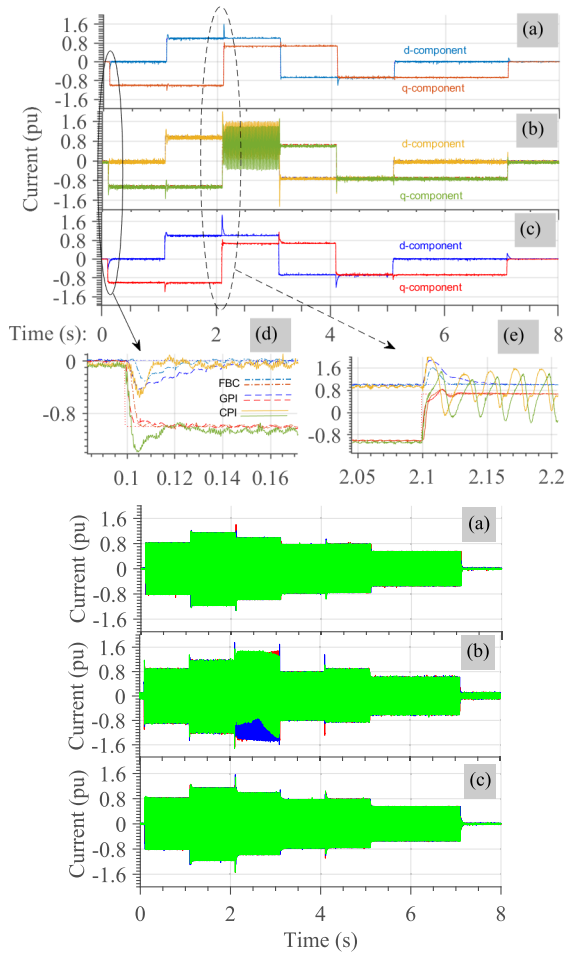 1.6
0.8
0
-0.8
-1.6
(a)
d-component
q-component
1.6
0.8
0
-0.8
-1.6
(b)
d-component
q-component
1.6
0.8
0
-0.8
-1.6
(c)
d-component
q-component
Current (pu)
Time (s): 0 2 4 6 8
(d)
0
-0.8
FBC
GPI
CPI
0.1 0.12 0.14 0.16
(e)
1.6
0.8
0
-0.8
2.05 2.1 2.15 2.2
(a)
Current (pu)
1.6
0.8
0
-0.8
-1.6
(b)
Current (pu)
1.6
0.8
0
-0.8
-1.6
(c)
Current (pu)
1.6
0.8
0
-0.8
-1.6
0 2 4 6 8
Time (s)